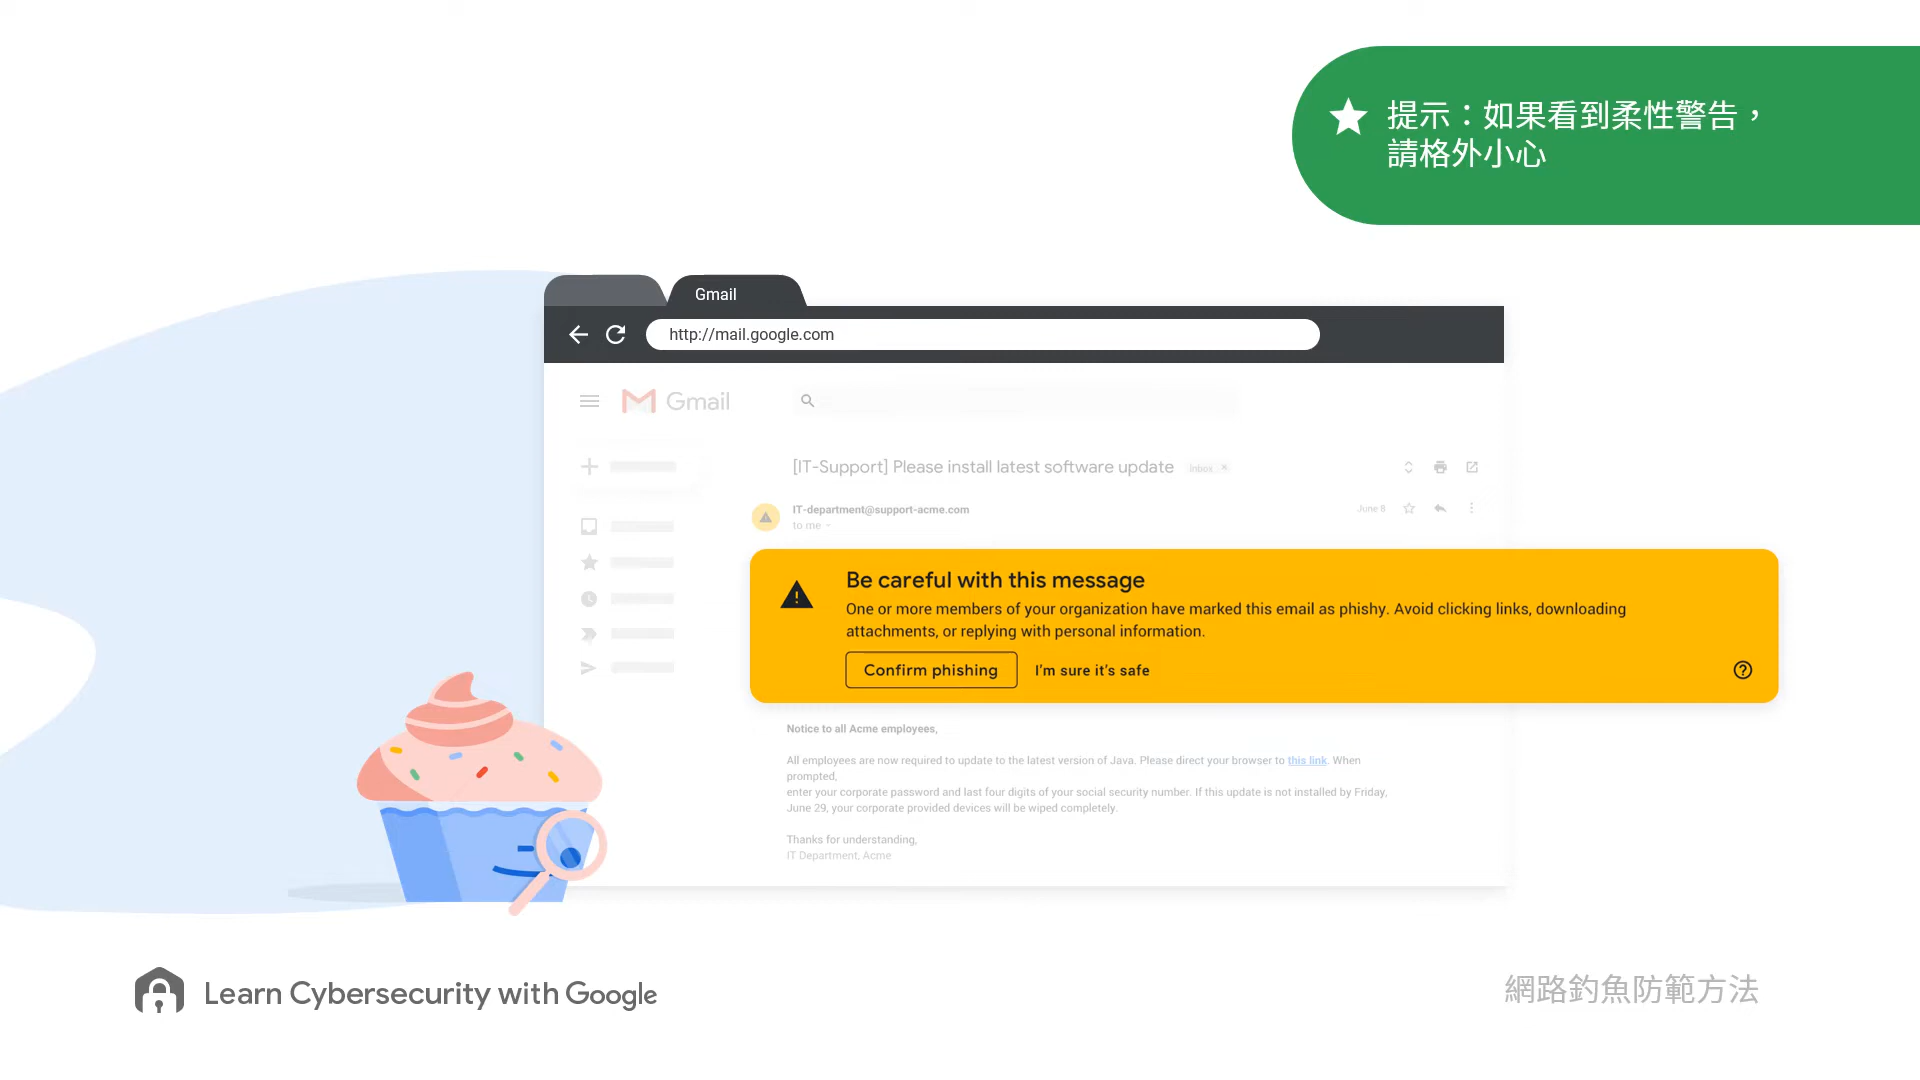 提示：如果看到柔性警告，
請格外小心
Gmail
http://mail.google.com
Gmail
[IT-Support] Please install latest software update
Inbox ×
IT-department@support-acme.com
June 8
to me
Be careful with this message
One or more members of your organization have marked this email as phishy. Avoid clicking links, downloading
attachments, or replying with personal information.
Confirm phishing
I'm sure it's safe
Notice to all Acme employees,
All employees are now required to update to the latest version of Java. Please direct your browser to this link. When
prompted,
enter your corporate password and last four digits of your social security number. If this update is not installed by Friday,
June 29, your corporate provided devices will be wiped completely.
Thanks for understanding,
IT Department, Acme
Learn Cybersecurity with Google
網路釣魚防範方法